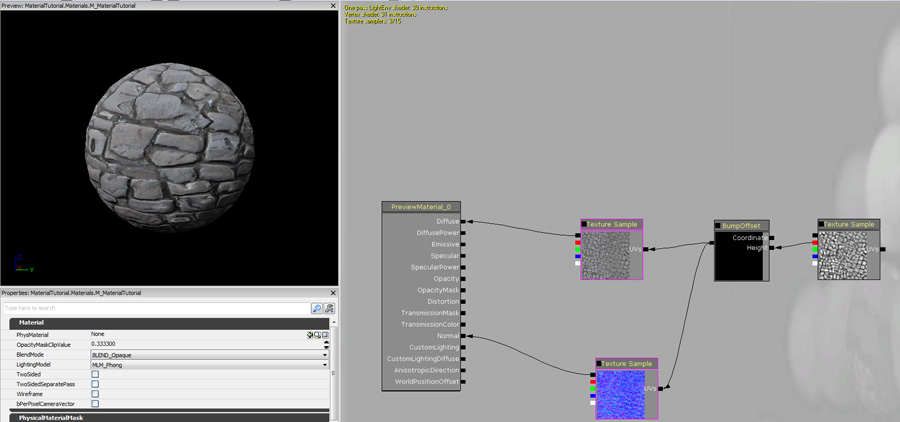 Preview: MaterialTutorial.Materials.M_MaterialTutorial
Y
Properties: MaterialTutorial.Materials.M_MaterialTutorial
Type here to search
Material
PhysMaterial None
OpacityMaskClipValue 0.333300
BlendMode BLEND_Opaque
LightingModel MLM_Phong
TwoSided
TwoSidedSeparatePass
Wireframe
bPerPixelCameraVector
PhysicalMaterialMask
One pass LightEnv shader: 39 instructions
Vertex shader: 31 instructions
Texture samplers: 3/15
PreviewMaterial_0
Diffuse
DiffusePower
Emissive
Specular
SpecularPower
Opacity
OpacityMask
Distortion
TransmissionMask
TransmissionColor
Normal
CustomLighting
CustomLightingDiffuse
AnisotropicDirection
WorldPositionOffset
Texture Sample
UVs
BumpOffset
Coordinate
Height
Texture Sample
UVs
Texture Sample
UVs